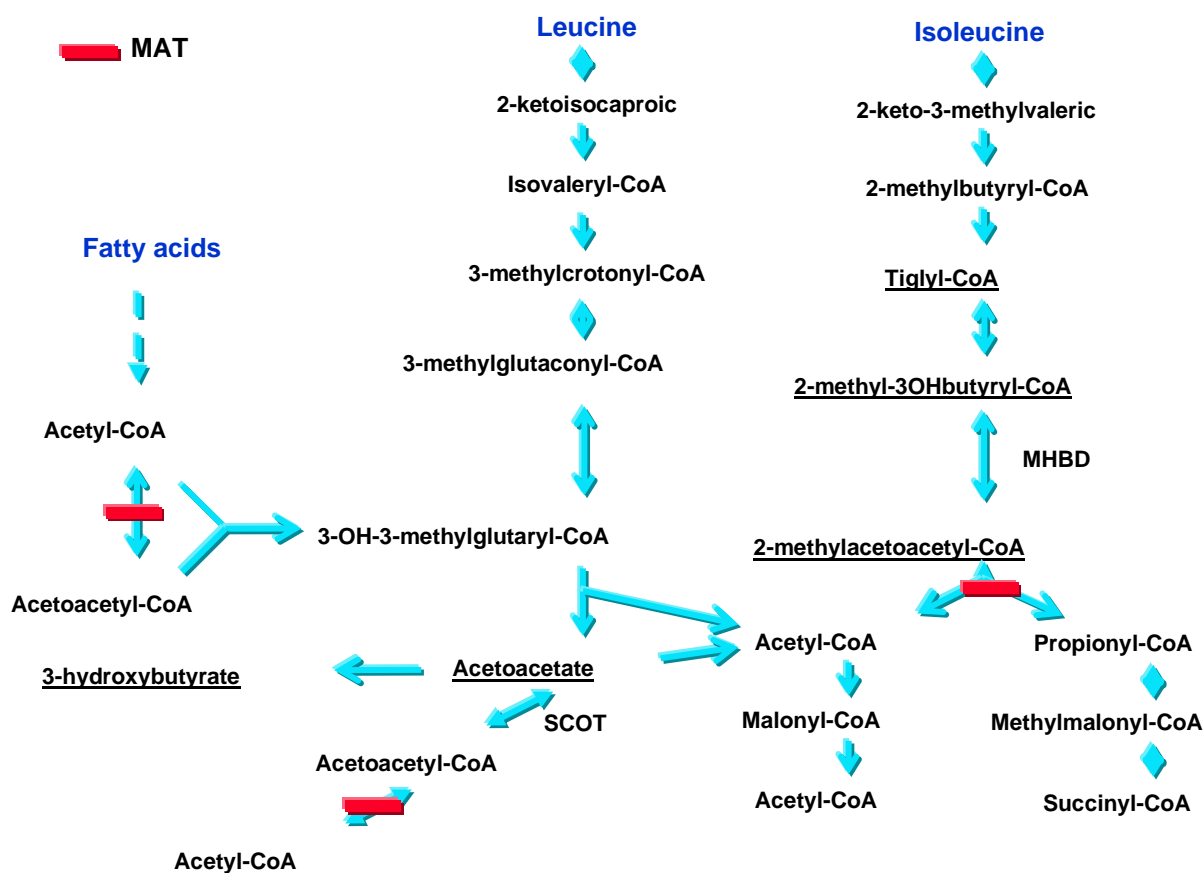 MAT
Leucine
Isoleucine
2-ketoisocaproic
2-keto-3-methylvaleric
Isovaleryl-CoA
2-methylbutyryl-CoA
Fatty acids
3-methylcrotonyl-CoA
Tiglyl-CoA
3-methylglutaconyl-CoA
2-methyl-3OHbutyryl-CoA
Acetyl-CoA
MHBD
3-OH-3-methylglutaryl-CoA
2-methylacetoacetyl-CoA
Acetoacetyl-CoA
Acetyl-CoA
Propionyl-CoA
3-hydroxybutyrate
Acetoacetate
SCOT
Malonyl-CoA
Methylmalonyl-CoA
Acetoacetyl-CoA
Acetyl-CoA
Succinyl-CoA
Acetyl-CoA